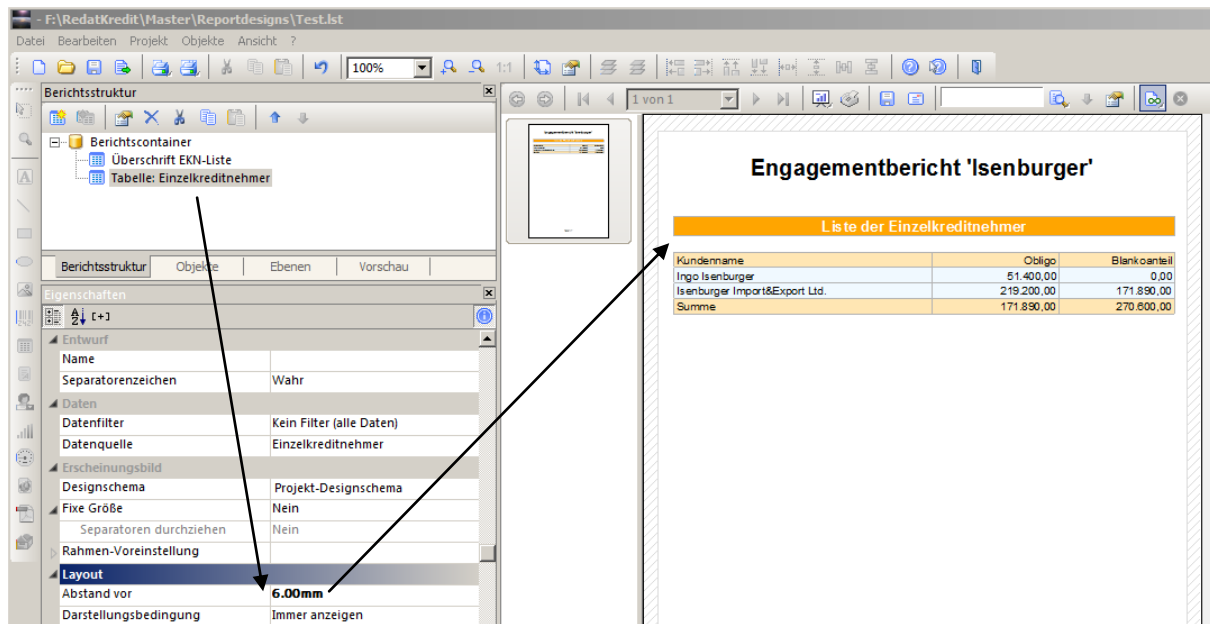 - F:\RedatKredit\Master\Reportdesigns\Test.lst
Datei Bearbeiten Projekt Objekte Ansicht ?
100% 1:1
Berichtsstruktur
1 von 1
Berichtscontainer
Überschrift EKN-Liste
Tabelle: Einzelkreditnehmer
Berichtsstruktur Objekte Ebenen Vorschau
Eigenschaften
[+]
Entwurf
Name
Separatorenzeichen Wahr
Daten
Datenfilter Kein Filter (alle Daten)
Datenquelle Einzelkreditnehmer
Erscheinungsbild
Designschema Projekt-Designschema
Fixe Größe Nein
Separatoren durchziehen Nein
Rahmen-Voreinstellung
Layout
Abstand vor 6.00mm
Darstellungsbedingung Immer anzeigen
Engagementbericht 'Isenburger'
Liste der Einzelkreditnehmer
Kundenname Obligo Blankoanteil
Ingo Isenburger 51.400,00 0,00
Isenburger Import&Export Ltd. 219.200,00 171.890,00
Summe 171.890,00 270.600,00